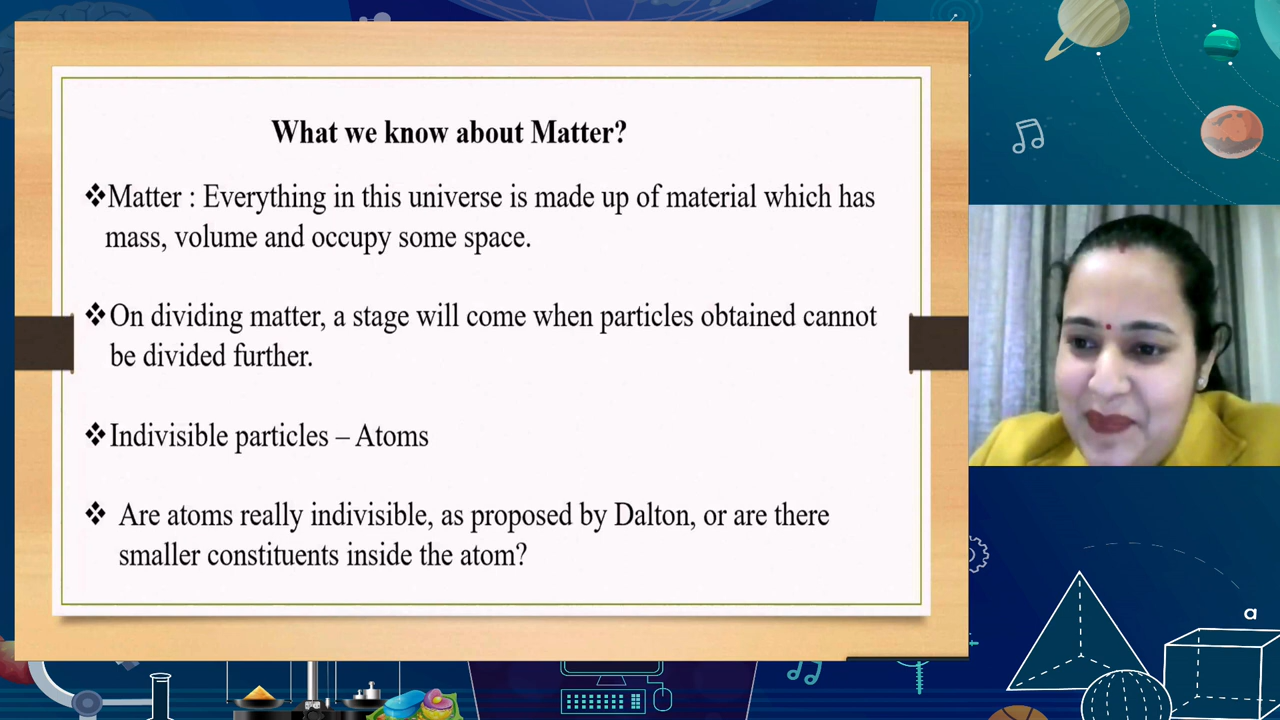 What we know about Matter?
❖Matter : Everything in this universe is made up of material which has
mass, volume and occupy some space.
❖On dividing matter, a stage will come when particles obtained cannot
be divided further.
❖Indivisible particles – Atoms
❖ Are atoms really indivisible, as proposed by Dalton, or are there
smaller constituents inside the atom?
a